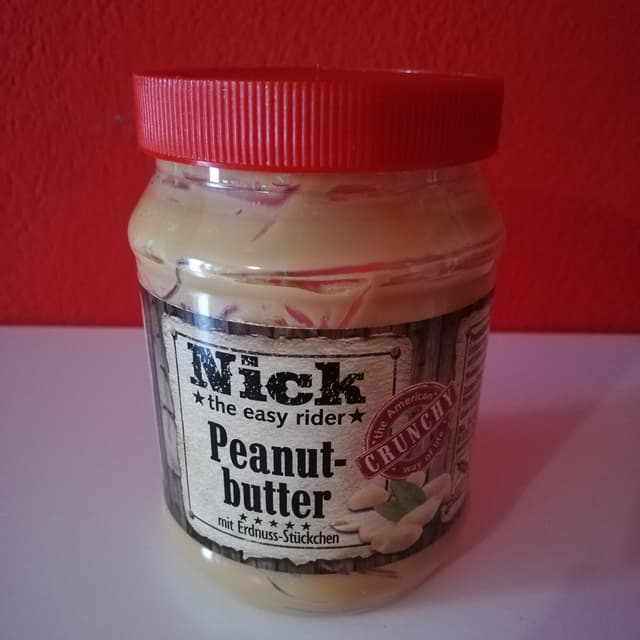 Nick
★the easy rider★
Peanut-
butter
★★★★★
mit Erdnuss-Stückchen
the American
CRUNCHY
way of life